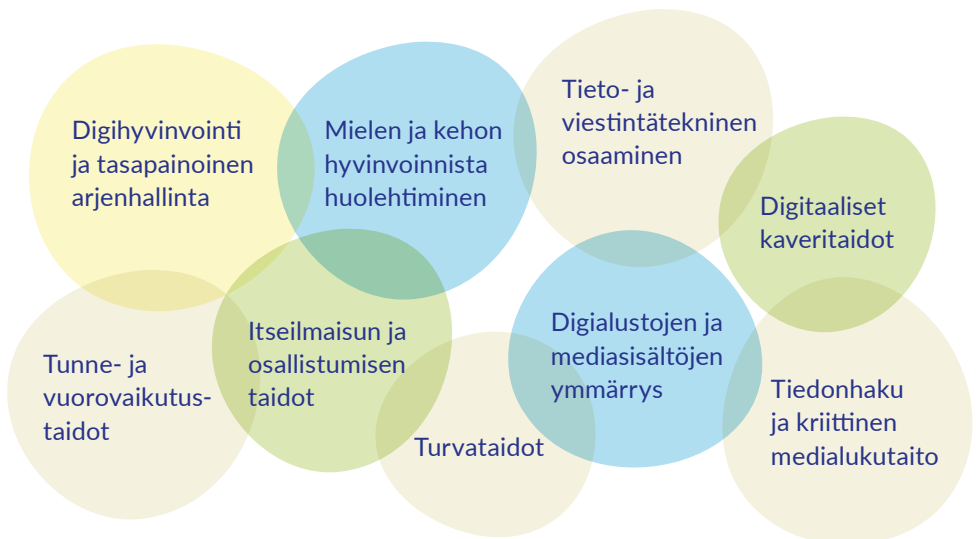 Digihyvinvointi
ja tasapainoinen
arjenhallinta
Mielen ja kehon
hyvinvoinnista
huolehtiminen
Tieto- ja
viestintätekninen
osaaminen
Digitaaliset
kaveritaidot
Tunne- ja
vuorovaikutus-
taidot
Itseilmaisun ja
osallistumisen
taidot
Turvataidot
Digialustojen ja
mediasisältöjen
ymmärrys
Tiedonhaku
ja kriittinen
medialukutaito